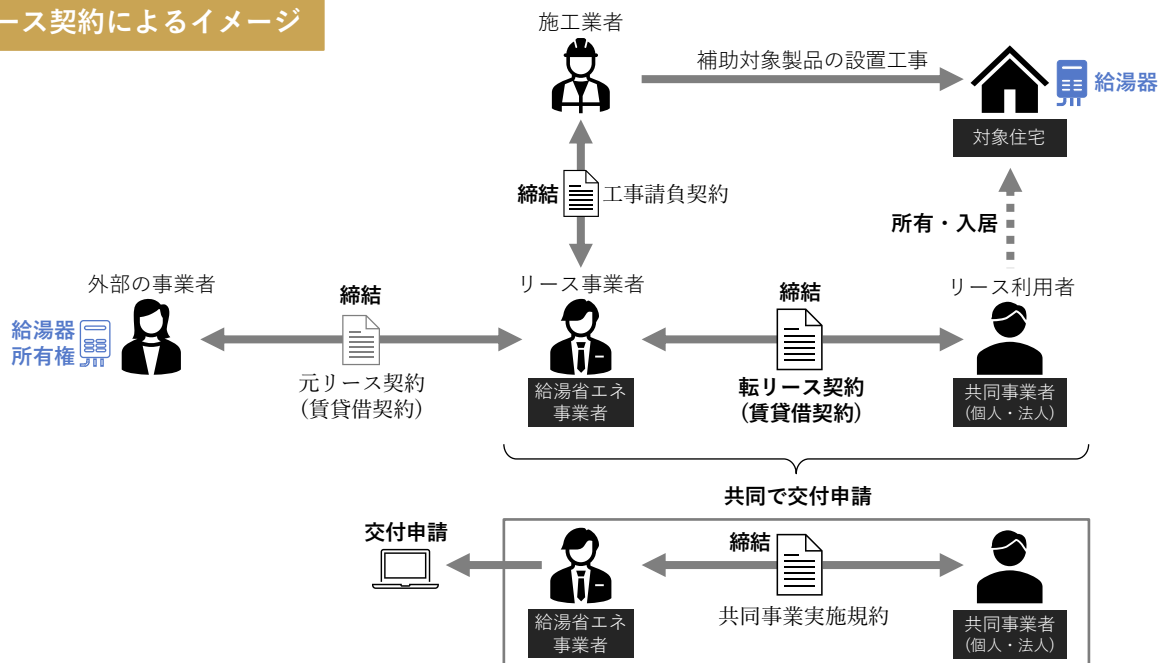 ース契約によるイメージ
施工業者
補助対象製品の設置工事
給湯器
対象住宅
締結
工事請負契約
所有・入居
外部の事業者
リース事業者
リース利用者
給湯器
所有権
締結
締結
元リース契約
(賃貸借契約)
給湯省エネ
事業者
転リース契約
(賃貸借契約)
共同事業者
(個人・法人)
共同で交付申請
交付申請
締結
共同事業実施規約
給湯省エネ
事業者
共同事業者
(個人・法人)